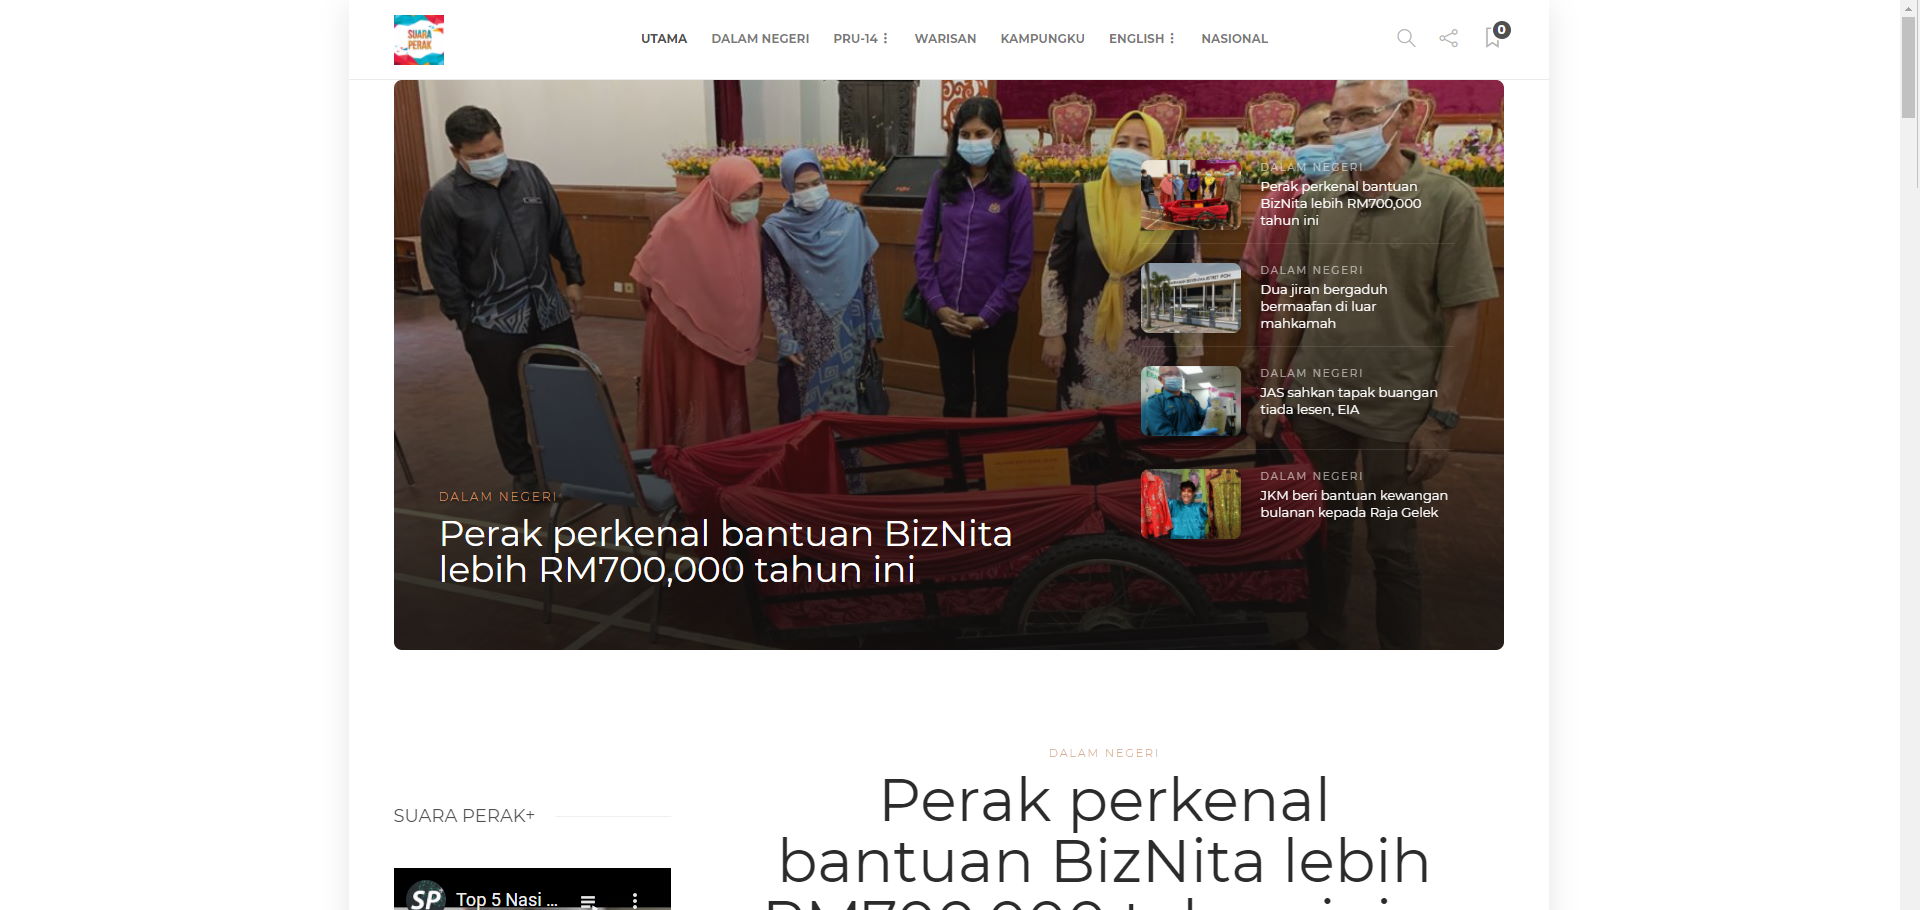 SUARA
PERAK
UTAMA
DALAM NEGERI
PRU-14
WARISAN
KAMPUNGKU
ENGLISH
NATIONAL
0
DALAM NEGERI
Perak perkenal bantuan
BizNita lebih RM700,000
tahun ini
DALAM NEGERI
Dua jiran bergaduh
bermaafan di luar
mahkamah
DALAM NEGERI
JAS sahkan tapak buangan
tiada lesen, EIA
DALAM NEGERI
JKM beri bantuan kewangan
bulanan kepada Raja Gelek
DALAM NEGERI
Perak perkenal bantuan BizNita
lebih RM700,000 tahun ini
SUARA PERAK+
SP
Top 5 Nasi ...
DALAM NEGERI
Perak perkenal
bantuan BizNita lebih